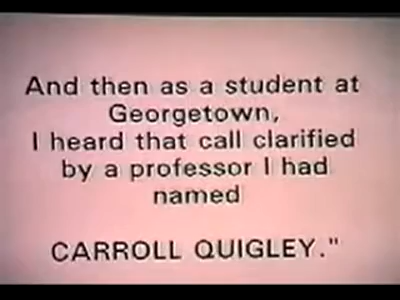 And then as a student at
Georgetown,
I heard that call clarified
by a professor I had
named
CARROLL QUIGLEY."